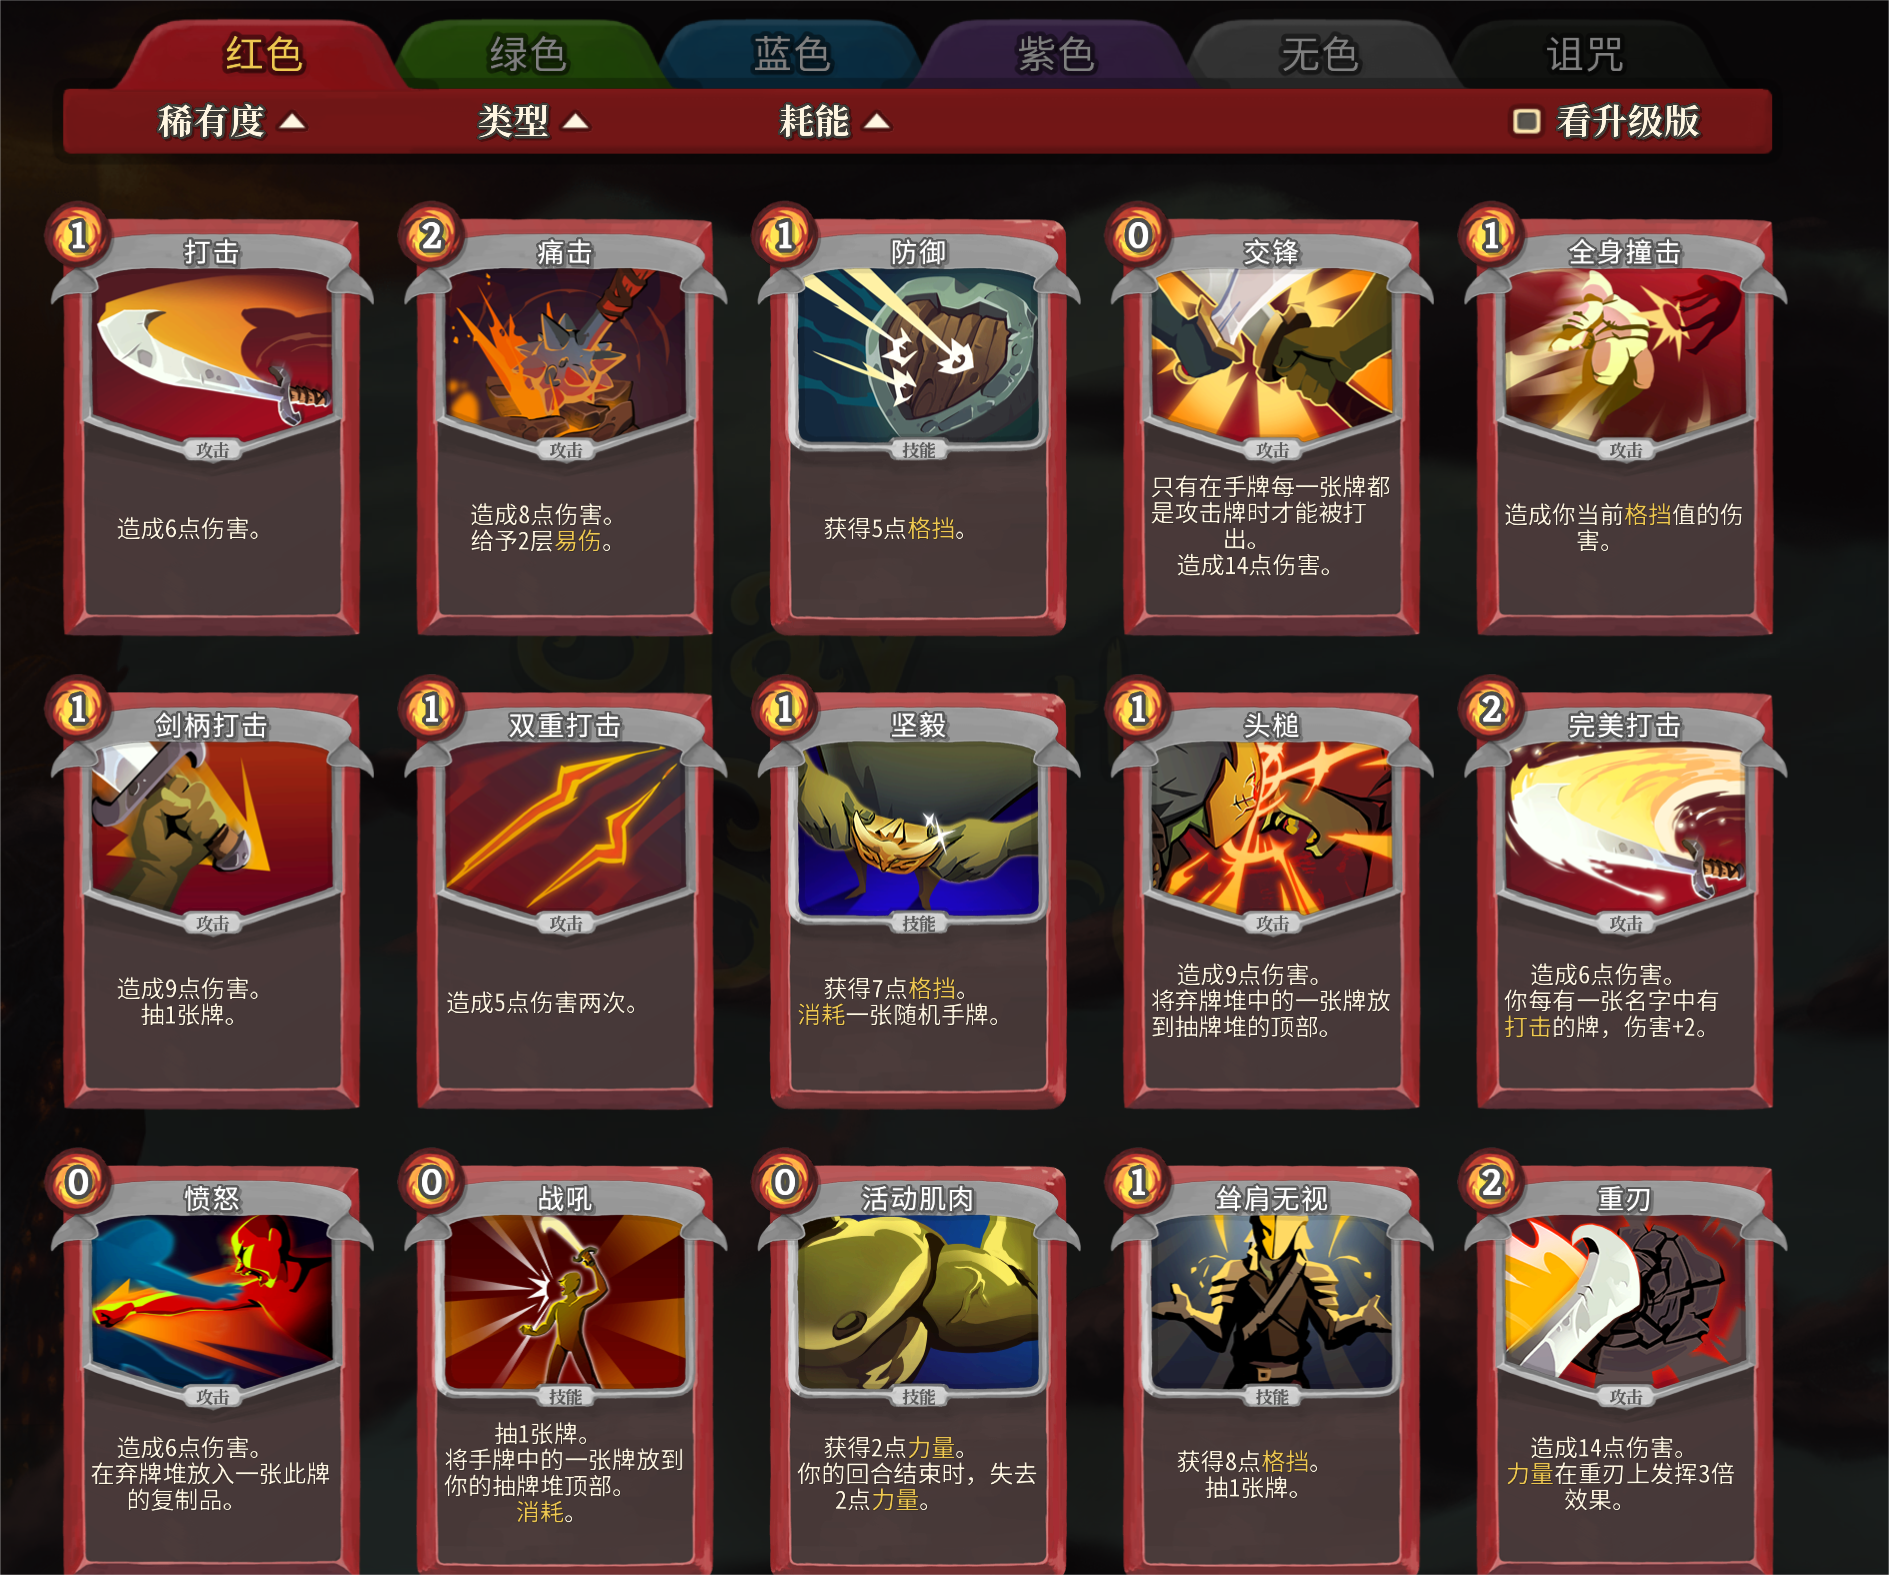 红色
绿色
蓝色
紫色
无色
诅咒
稀有度
类型
耗能
看升级版
1
打击
攻击
造成6点伤害。
2
痛击
攻击
造成8点伤害。
给予2层易伤。
1
防御
技能
获得5点格挡。
0
交锋
攻击
只有在手牌每一张牌都
是攻击牌时才能被打
出。
造成14点伤害。
1
全身撞击
攻击
造成你当前格挡值的伤
害。
1
剑柄打击
攻击
造成9点伤害。
抽1张牌。
1
双重打击
攻击
造成5点伤害两次。
1
坚毅
技能
获得7点格挡。
消耗一张随机手牌。
1
头槌
攻击
造成9点伤害。
将弃牌堆中的一张牌放
到抽牌堆的顶部。
2
完美打击
攻击
造成6点伤害。
你每有一张名字中有
打击的牌，伤害+2。
0
愤怒
攻击
造成6点伤害。
在弃牌堆放入一张此牌
的复制品。
0
战吼
技能
抽1张牌。
将手牌中的一张牌放到
你的抽牌堆顶部。
消耗。
0
活动肌肉
技能
获得2点力量。
你的回合结束时，失去
2点力量。
1
耸肩无视
技能
获得8点格挡。
抽1张牌。
2
重刃
攻击
造成14点伤害。
力量在重刃上发挥3倍
效果。